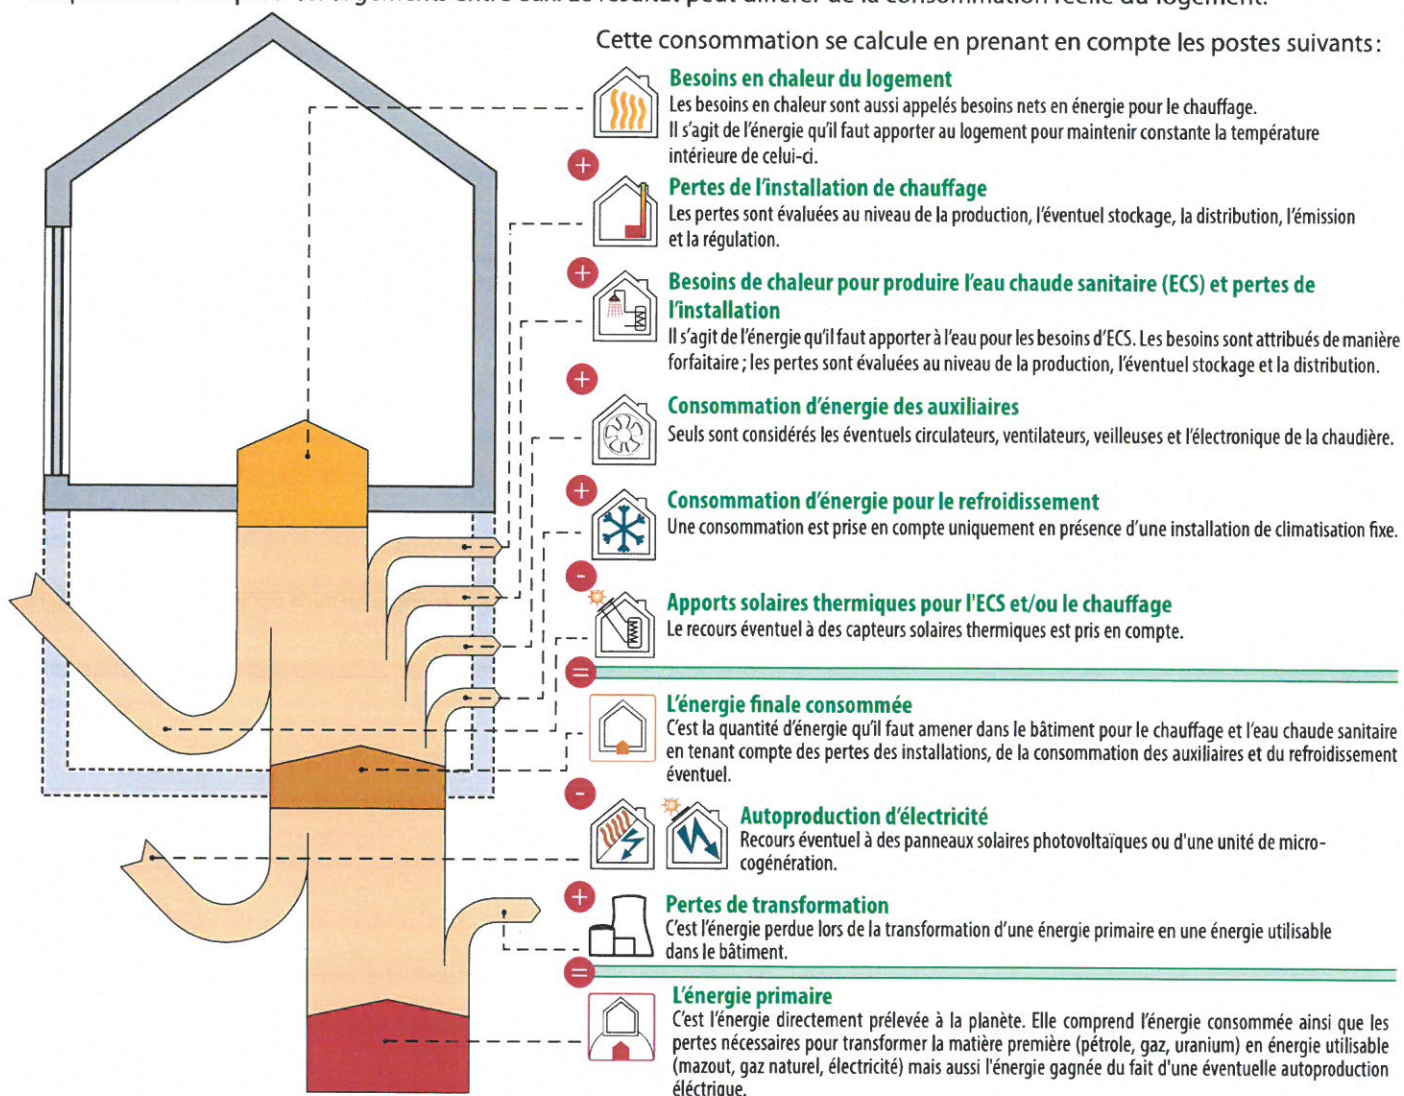 logements entre eux. Le résultat peut différer de la consommation réelle du logement.
Cette consommation se calcule en prenant en compte les postes suivants :
Besoins en chaleur du logement
Les besoins en chaleur sont aussi appelés besoins nets en énergie pour le chauffage.
Il s'agit de l'énergie qu'il faut apporter au logement pour maintenir constante la température
intérieure de celui-ci.
+
Pertes de l'installation de chauffage
Les pertes sont évaluées au niveau de la production, l'éventuel stockage, la distribution, l'émission
et la régulation.
+
Besoins de chaleur pour produire l'eau chaude sanitaire (ECS) et pertes de
l'installation
Il s'agit de l'énergie qu'il faut apporter à l'eau pour les besoins d'ECS. Les besoins sont attribués de manière
forfaitaire ; les pertes sont évaluées au niveau de la production, l'éventuel stockage et la distribution.
+
Consommation d'énergie des auxiliaires
Seuls sont considérés les éventuels circulateurs, ventilateurs, veilleuses et l'électronique de la chaudière.
+
Consommation d'énergie pour le refroidissement
Une consommation est prise en compte uniquement en présence d'une installation de climatisation fixe.
-
Apports solaires thermiques pour l'ECS et/ou le chauffage
Le recours éventuel à des capteurs solaires thermiques est pris en compte.
=
L'énergie finale consommée
C'est la quantité d'énergie qu'il faut amener dans le bâtiment pour le chauffage et l'eau chaude sanitaire
en tenant compte des pertes des installations, de la consommation des auxiliaires et du refroidissement
éventuel.
-
Autoproduction d'électricité
Recours éventuel à des panneaux solaires photovoltaïques ou d'une unité de micro-
cogénération.
+
Pertes de transformation
C'est l'énergie perdue lors de la transformation d'une énergie primaire en une énergie utilisable
dans le bâtiment.
=
L'énergie primaire
C'est l'énergie directement prélevée à la planète. Elle comprend l'énergie consommée ainsi que les
pertes nécessaires pour transformer la matière première (pétrole, gaz, uranium) en énergie utilisable
(mazout, gaz naturel, électricité) mais aussi l'énergie gagnée du fait d'une éventuelle autoproduction
éléctrique.